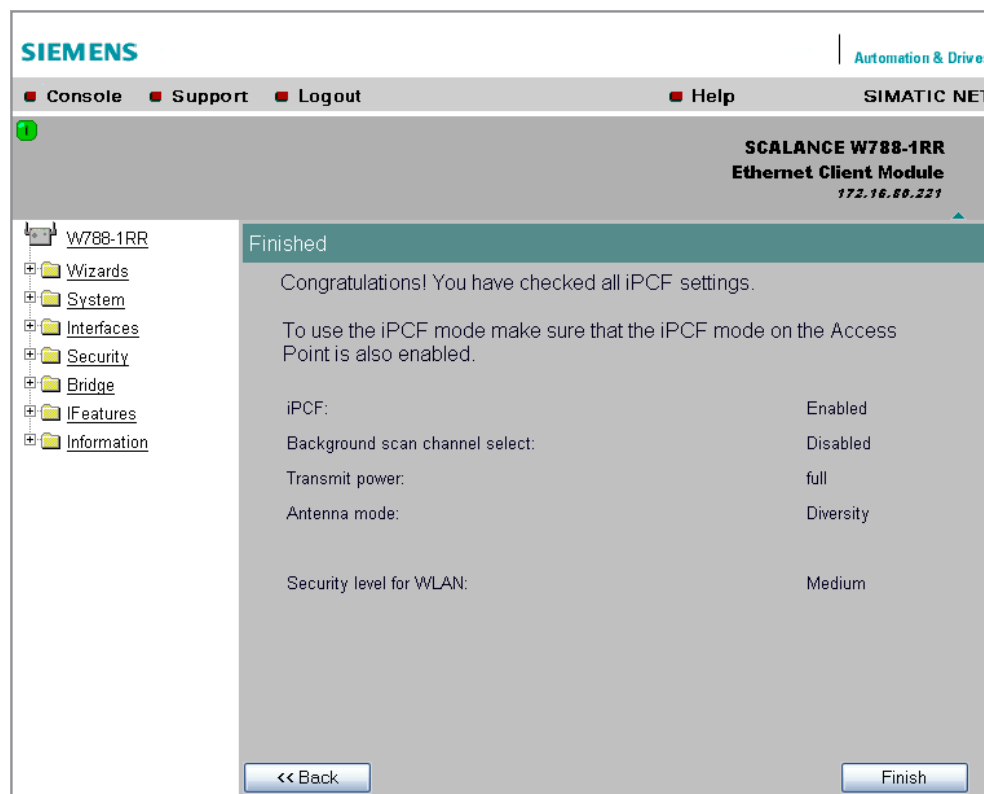 SIEMENS
Automation & Drives
Console Support Logout Help SIMATIC NET
SCALANCE W788-1RR
Ethernet Client Module
172.16.80.221
W788-1RR
Wizards
System
Interfaces
Security
Bridge
IFeatures
Information
Finished
Congratulations! You have checked all iPCF settings.
To use the iPCF mode make sure that the iPCF mode on the Access
Point is also enabled.
iPCF: Enabled
Background scan channel select: Disabled
Transmit power: full
Antenna mode: Diversity
Security level for WLAN: Medium
<< Back Finish